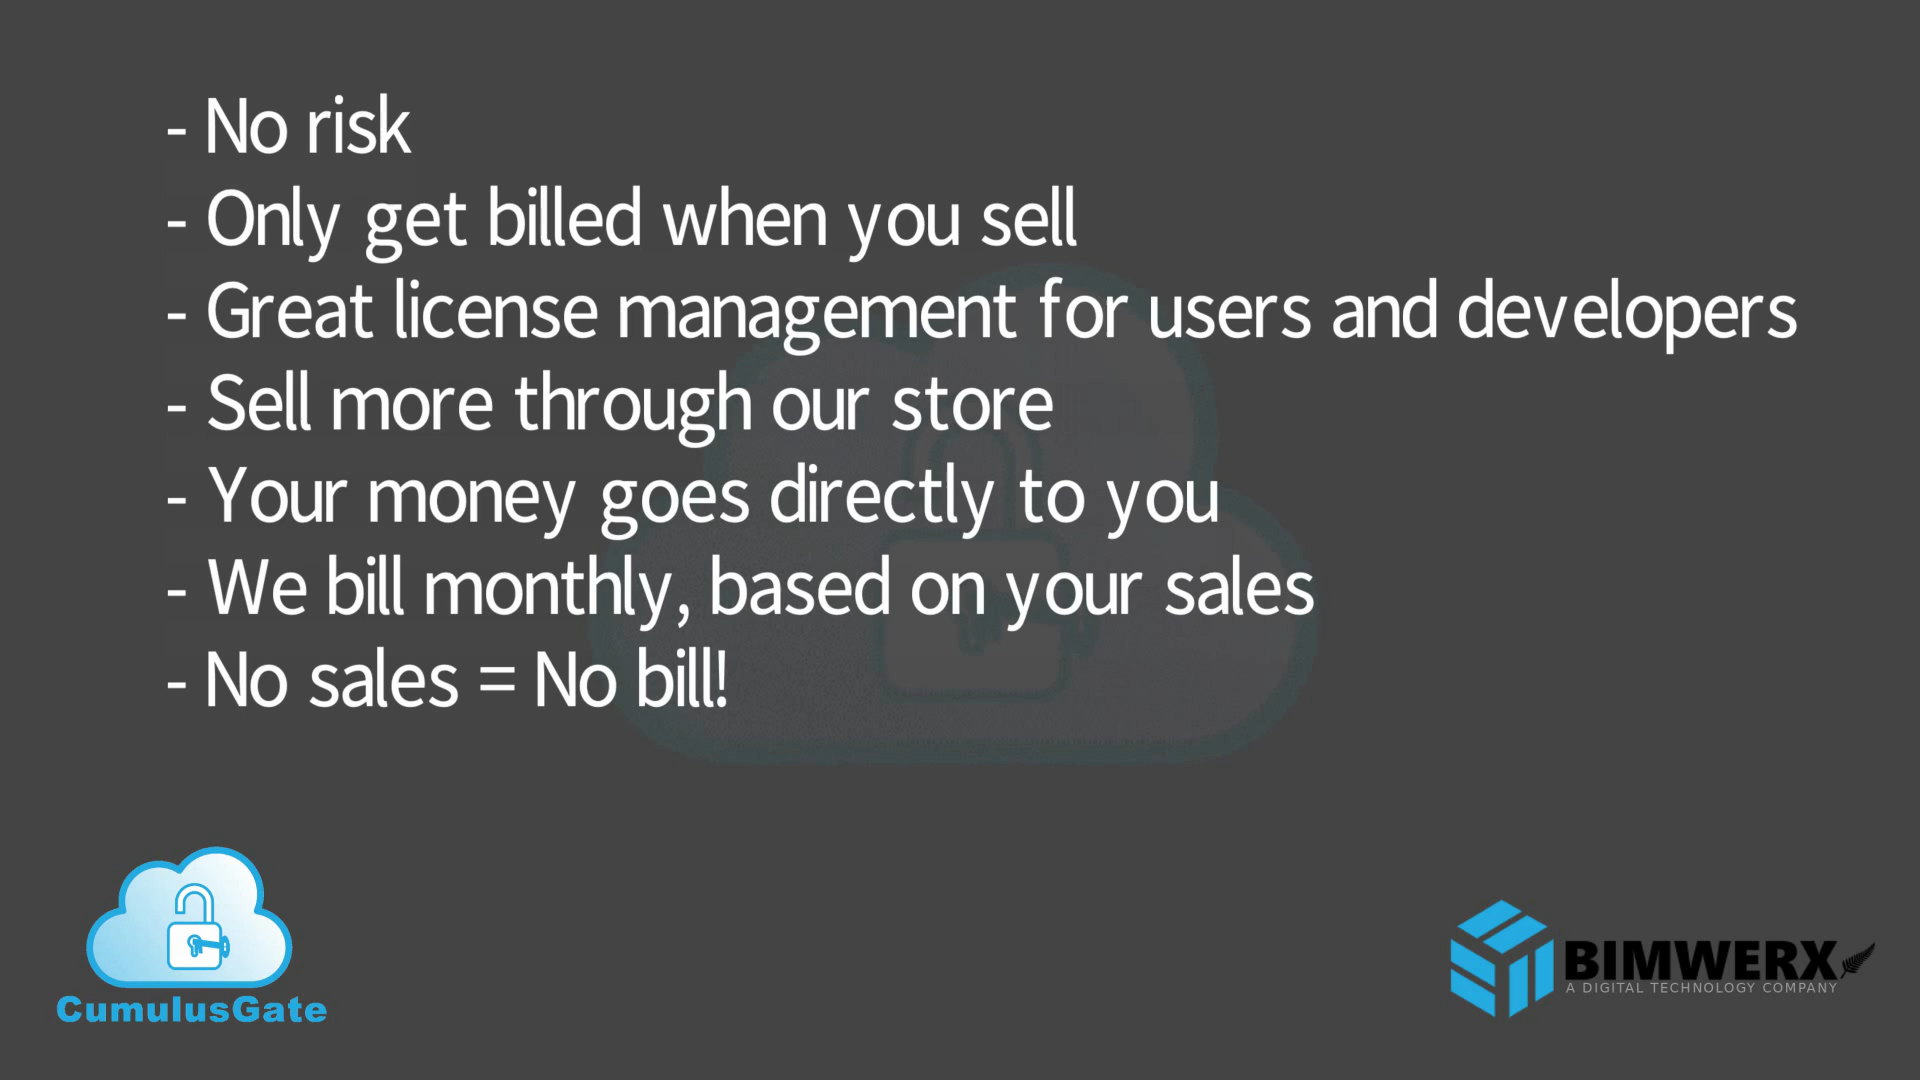 - No risk
- Only get billed when you sell
- Great license management for users and developers
- Sell more through our store
- Your money goes directly to you
- We bill monthly, based on your sales
- No sales = No bill!
CumulusGate
BIMWERX
A DIGITAL TECHNOLOGY COMPANY